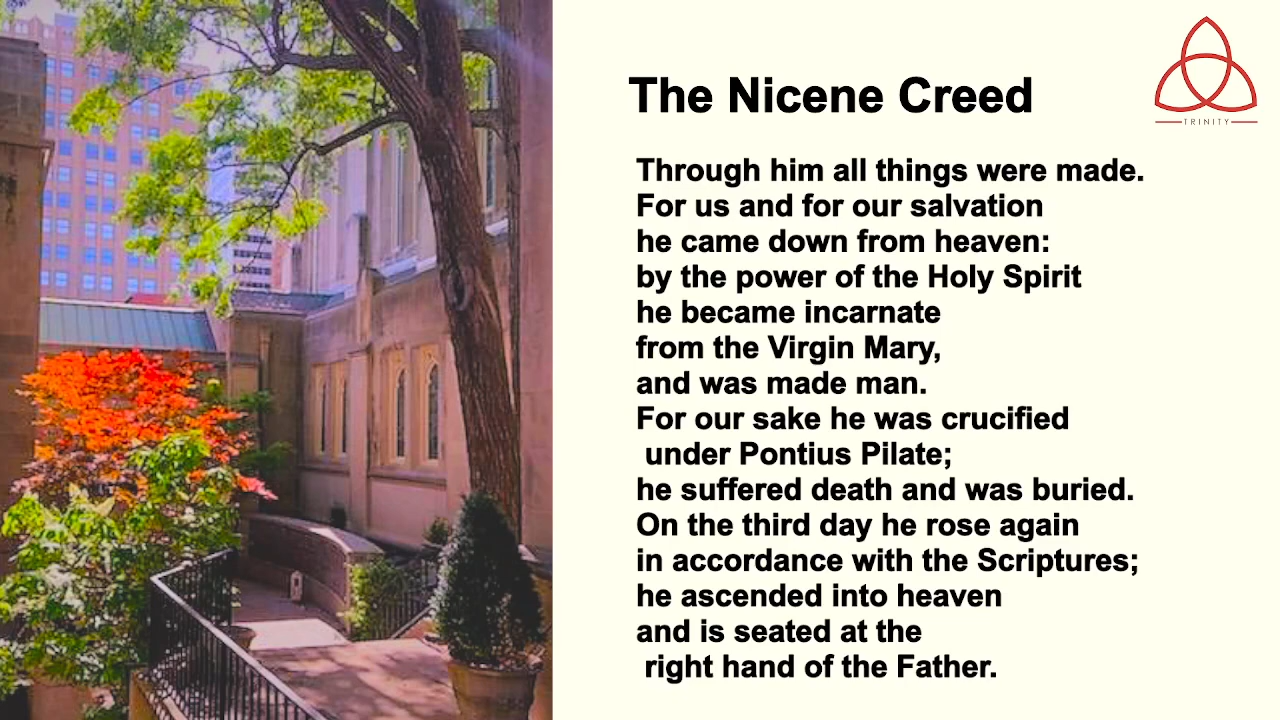 The Nicene Creed
TRINITY
Through him all things were made.
For us and for our salvation
he came down from heaven:
by the power of the Holy Spirit
he became incarnate
from the Virgin Mary,
and was made man.
For our sake he was crucified
under Pontius Pilate;
he suffered death and was buried.
On the third day he rose again
in accordance with the Scriptures;
he ascended into heaven
and is seated at the
right hand of the Father.